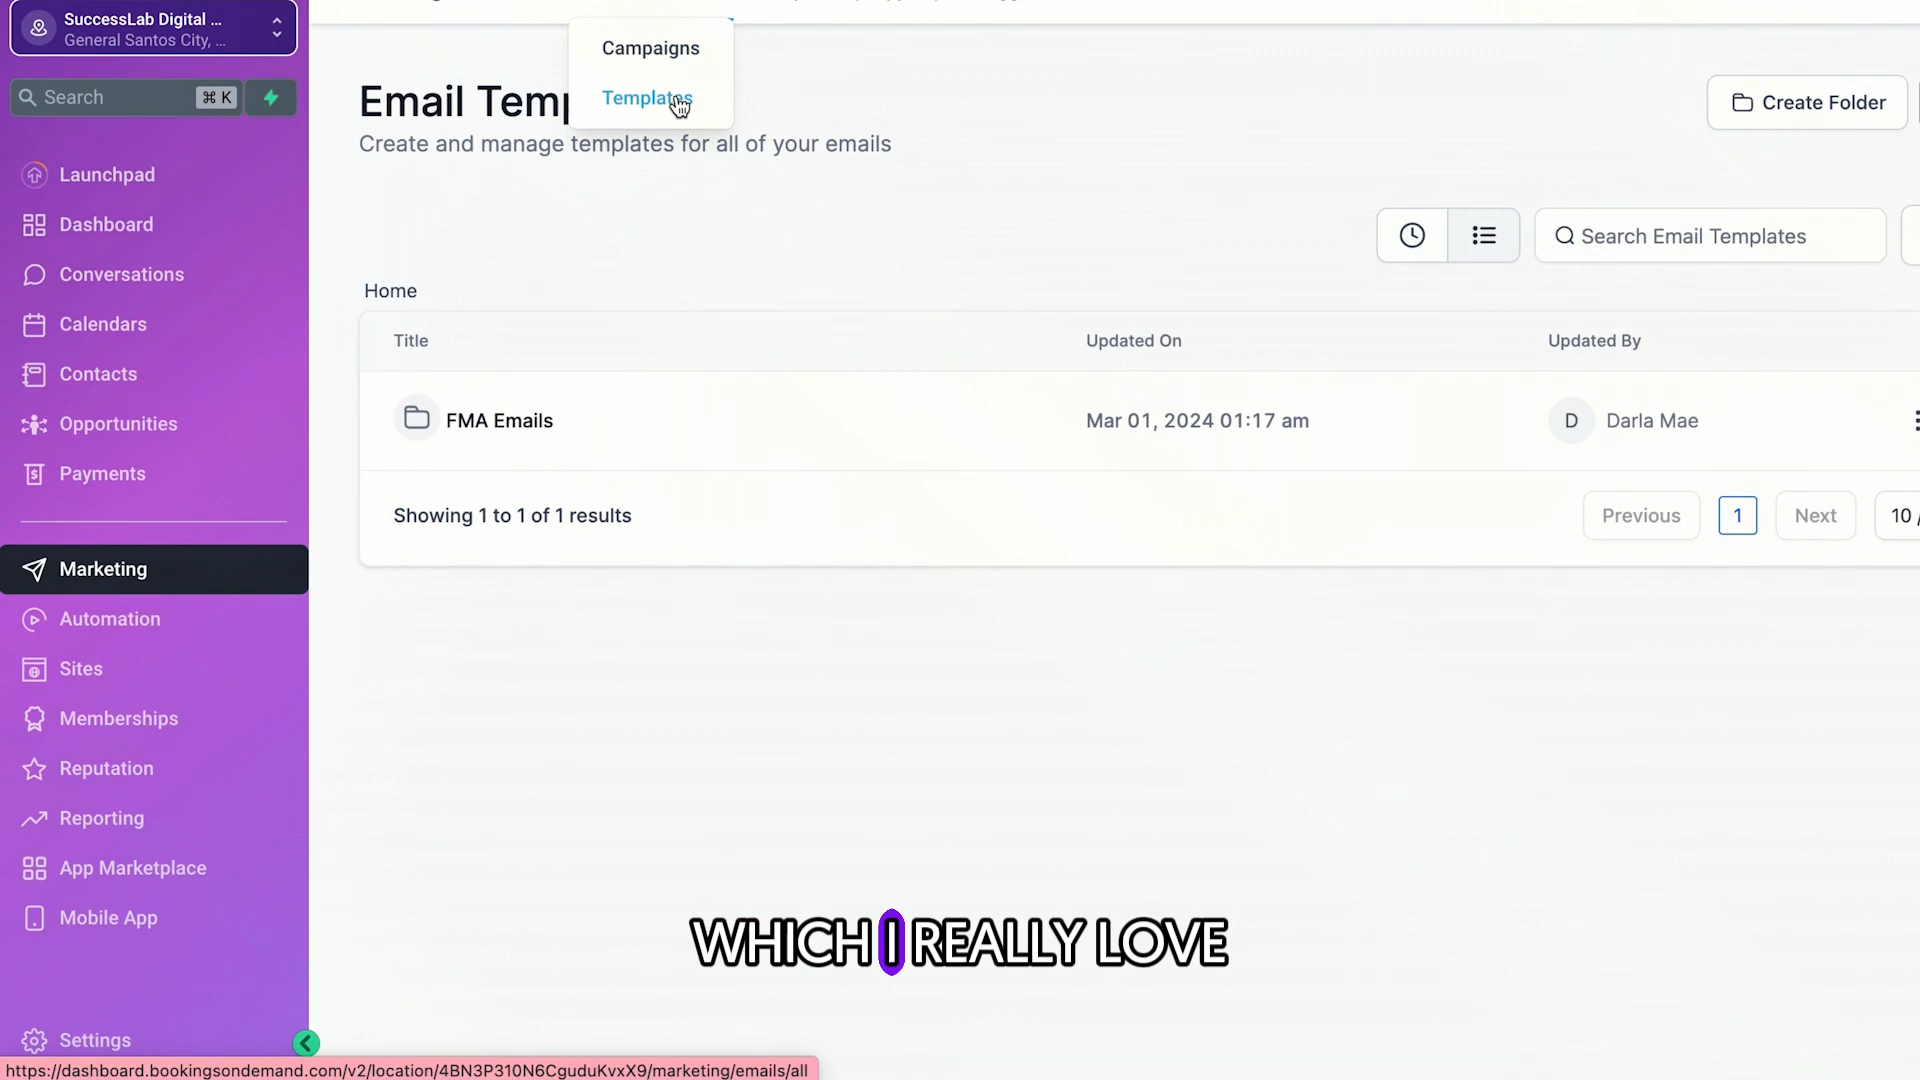 SuccessLab Digital ...
General Santos City, ...
Search ⌘ K
Launchpad
Dashboard
Conversations
Calendars
Contacts
Opportunities
Payments
Marketing
Automation
Sites
Memberships
Reputation
Reporting
App Marketplace
Mobile App
Settings
Campaigns
Templates
Email Temp
Create and manage templates for all of your emails
Create Folder
Search Email Templates
Home
Title Updated On Updated By
FMA Emails Mar 01, 2024 01:17 am D Darla Mae
Showing 1 to 1 of 1 results Previous 1 Next 10 /
WHICH I REALLY LOVE
https://dashboard.bookingsondemand.com/v2/location/4BN3P310N6CguduKvxX9/marketing/emails/all